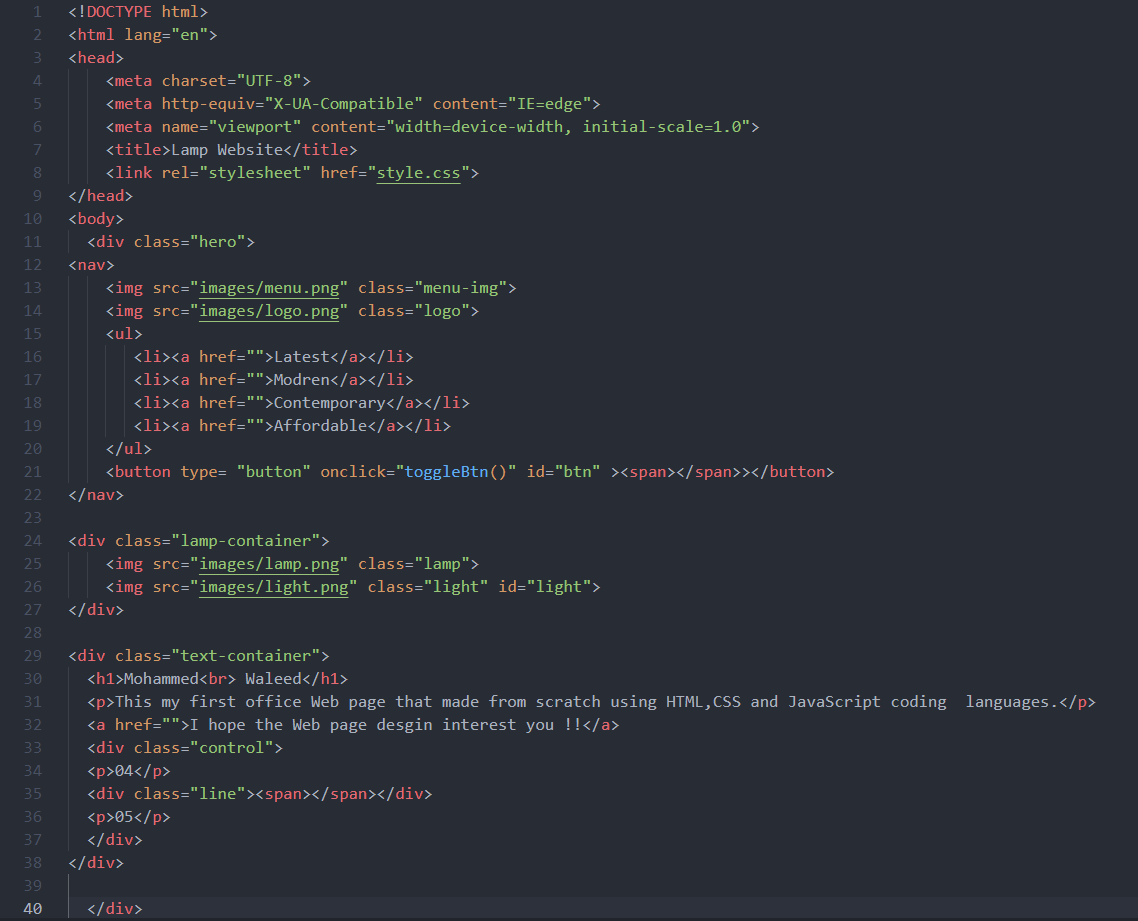 1 <!DOCTYPE html>
2 <html lang="en">
3 <head>
4     <meta charset="UTF-8">
5     <meta http-equiv="X-UA-Compatible" content="IE=edge">
6     <meta name="viewport" content="width=device-width, initial-scale=1.0">
7     <title>Lamp Website</title>
8     <link rel="stylesheet" href="style.css">
9 </head>
10 <body>
11   <div class="hero">
12 <nav>
13     <img src="images/menu.png" class="menu-img">
14     <img src="images/logo.png" class="logo">
15     <ul>
16        <li><a href="">Latest</a></li>
17        <li><a href="">Modren</a></li>
18        <li><a href="">Contemporary</a></li>
19        <li><a href="">Affordable</a></li>
20     </ul>
21     <button type= "button" onclick="toggleBtn()" id="btn" ><span></span>></button>
22 </nav>
23
24 <div class="lamp-container">
25     <img src="images/lamp.png" class="lamp">
26     <img src="images/light.png" class="light" id="light">
27 </div>
28
29 <div class="text-container">
30   <h1>Mohammed<br> Waleed</h1>
31   <p>This my first office Web page that made from scratch using HTML,CSS and JavaScript coding  languages.</p>
32   <a href="">I hope the Web page desgin interest you !!</a>
33   <div class="control">
34   <p>04</p>
35   <div class="line"><span></span></div>
36   <p>05</p>
37   </div>
38 </div>
39
40   </div>